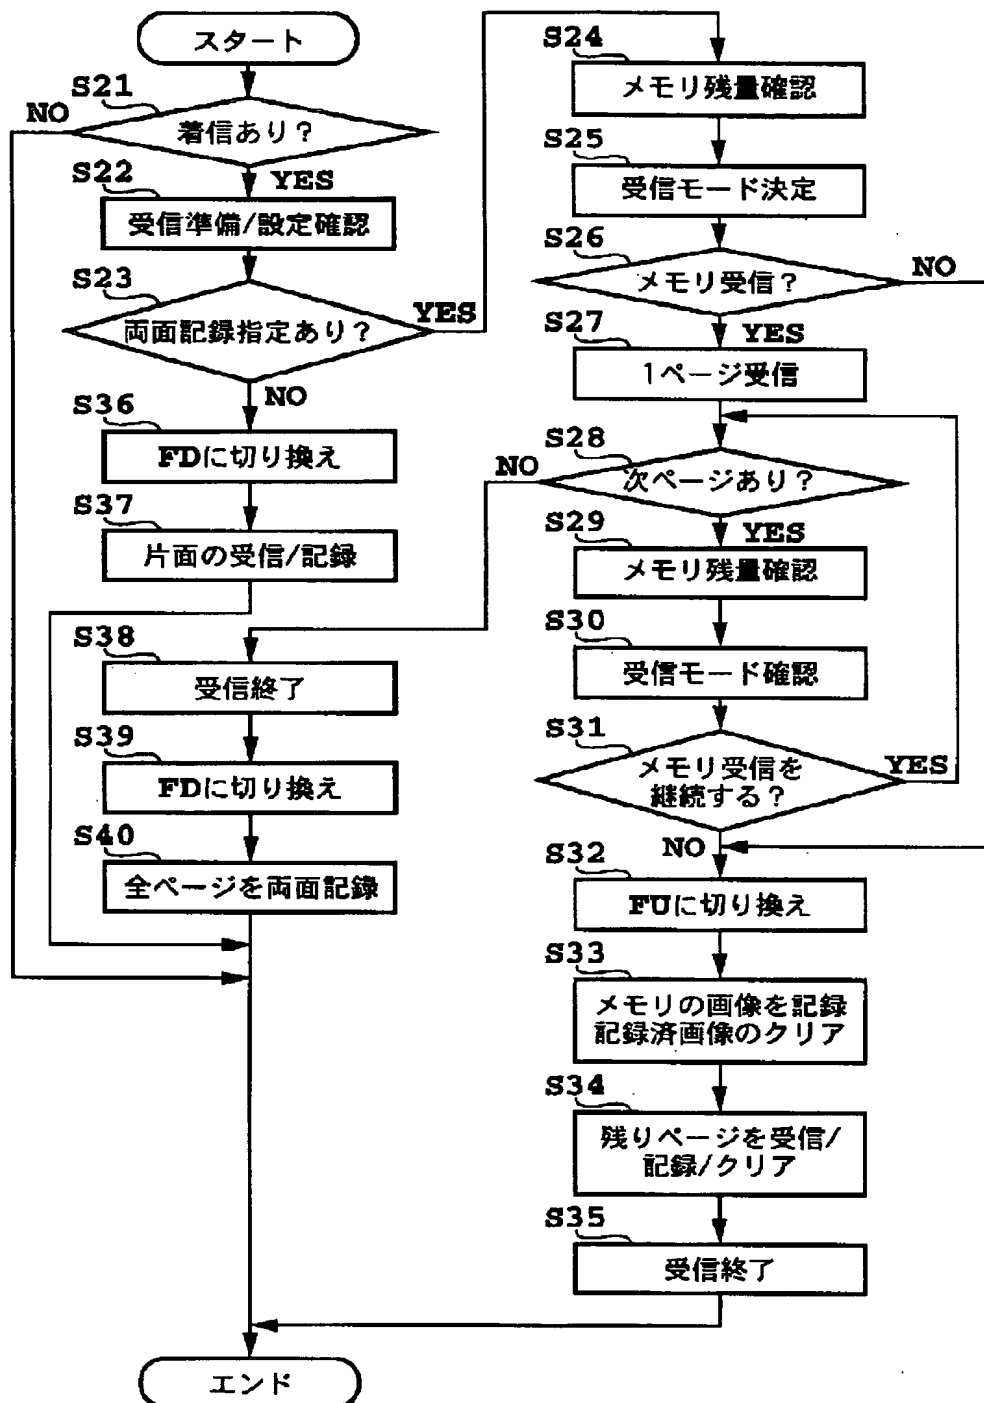 スタート
S21
NO
着信あり?
YES
S22
受信準備/設定確認
S23
両面記録指定あり?
YES
NO
S36
FDに切り換え
S37
片面の受信/記録
S38
受信終了
S39
FDに切り換え
S40
全ページを両面記録
S24
メモリ残量確認
S25
受信モード決定
S26
メモリ受信?
NO
YES
S27
1ページ受信
S28
NO
次ページあり?
YES
S29
メモリ残量確認
S30
受信モード確認
S31
メモリ受信を
継続する?
YES
NO
S32
FUに切り換え
S33
メモリの画像を記録
記録済画像のクリア
S34
残りページを受信/
記録/クリア
S35
受信終了
エンド